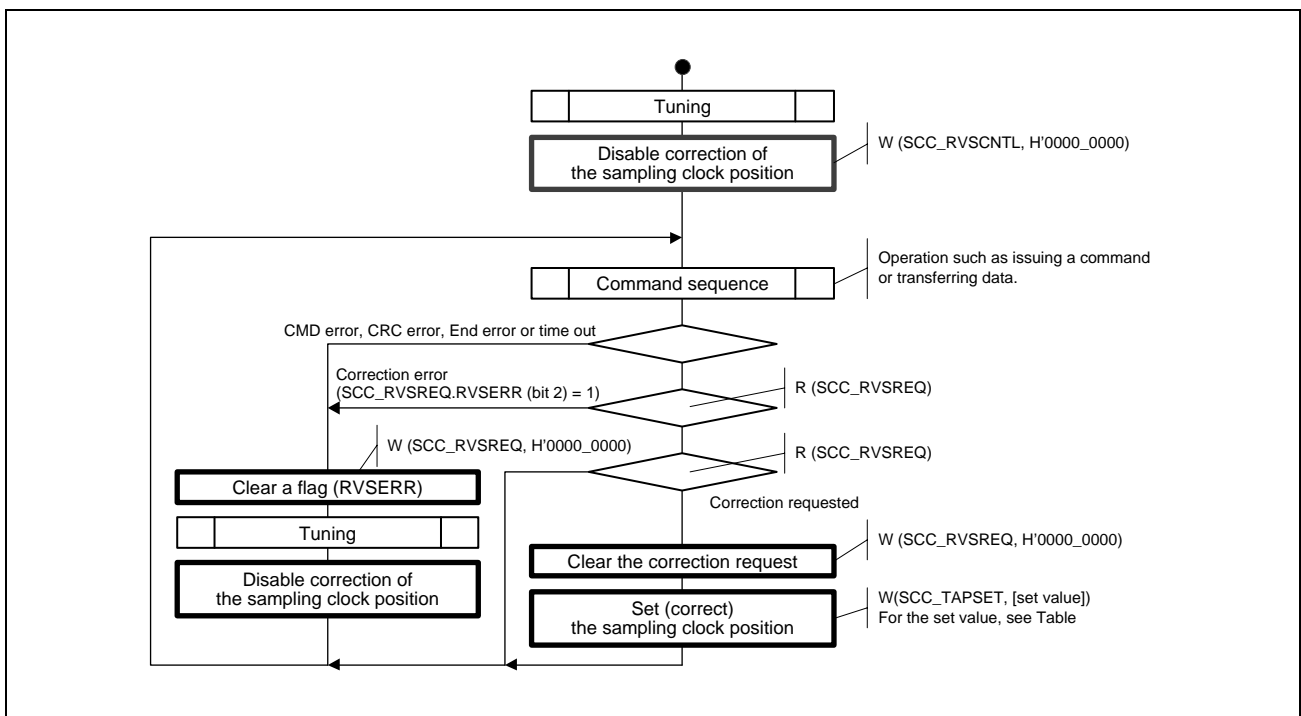 Tuning
Disable correction of
the sampling clock position
W (SCC_RVSCNTL, H'0000_0000)
Command sequence
Operation such as issuing a command
or transferring data.
CMD error, CRC error, End error or time out
Correction error
(SCC_RVSREQ.RVSERR (bit 2) = 1)
R (SCC_RVSREQ)
W (SCC_RVSREQ, H'0000_0000)
R (SCC_RVSREQ)
Clear a flag (RVSERR)
Correction requested
Tuning
Clear the correction request
W (SCC_RVSREQ, H'0000_0000)
Disable correction of
the sampling clock position
Set (correct)
the sampling clock position
W(SCC_TAPSET, [set value])
For the set value, see Table